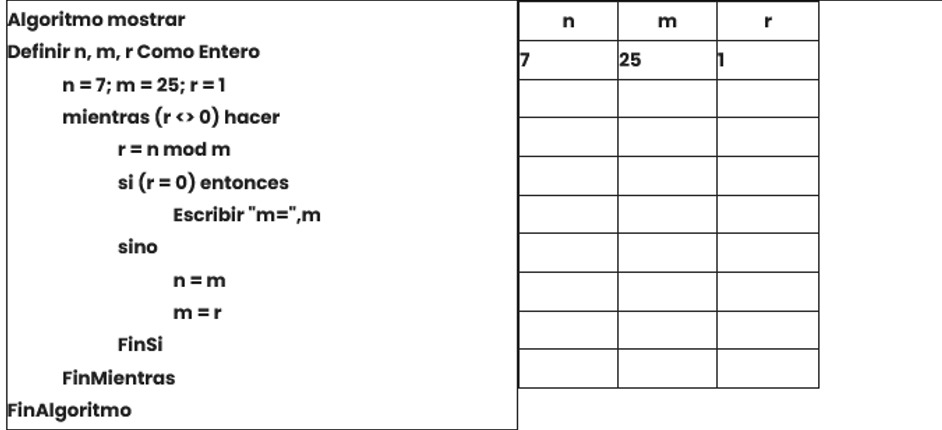 Algoritmo mostrar
Definir n, m, r Como Entero
n = 7; m = 25; r = 1
mientras (r <> 0) hacer
r = n mod m
si (r = 0) entonces
Escribir "m=",m
sino
n = m
m = r
FinSi
FinMientras
FinAlgoritmo
n m r
7 25 1